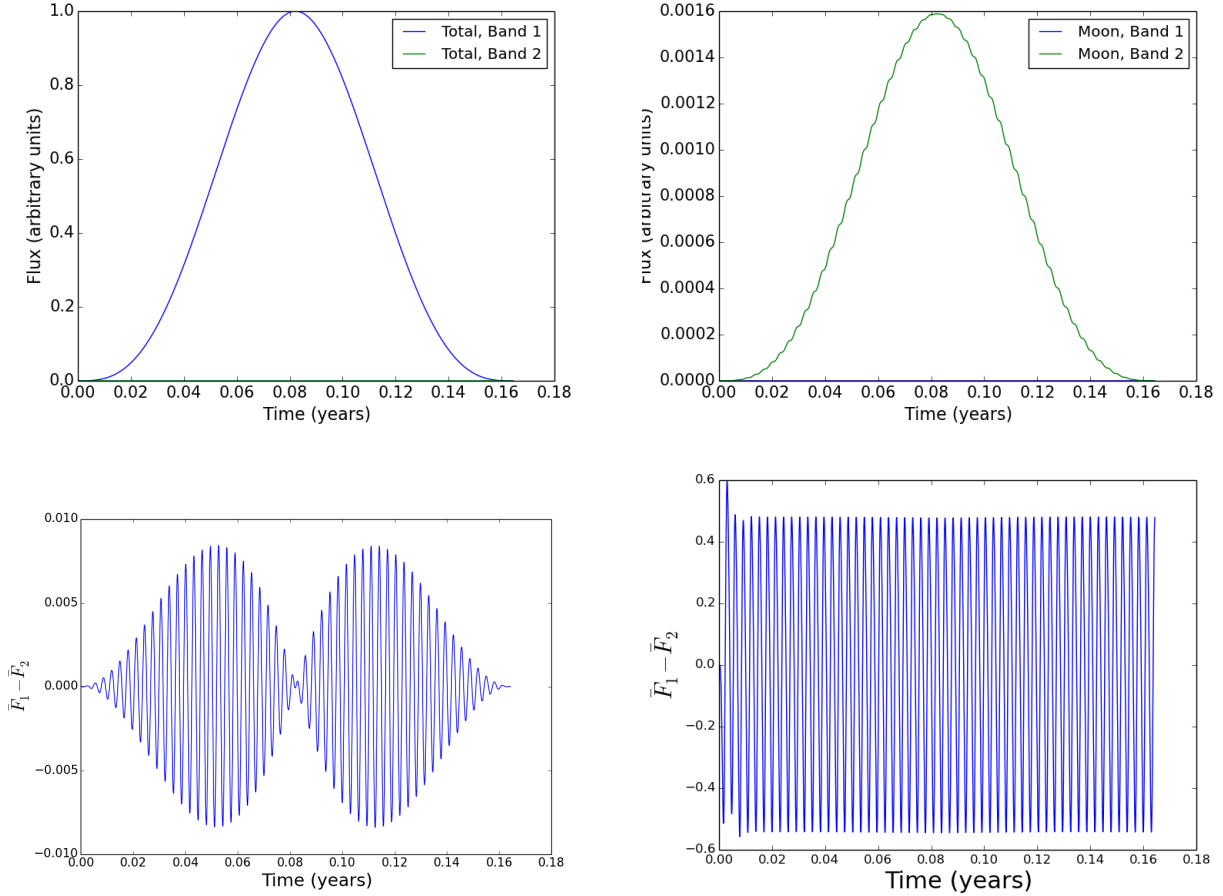 Total, Band 1
Total, Band 2
Flux (arbitrary units)
1.0
0.8
0.6
0.4
0.2
0.0
0.00 0.02 0.04 0.06 0.08 0.10 0.12 0.14 0.16 0.18
Time (years)
Moon, Band 1
Moon, Band 2
Flux (arbitrary units)
0.0016
0.0014
0.0012
0.0010
0.0008
0.0006
0.0004
0.0002
0.0000
0.00 0.02 0.04 0.06 0.08 0.10 0.12 0.14 0.16 0.18
Time (years)
F̄₁ − F̄₂
0.010
0.005
0.000
−0.005
−0.010
0.00 0.02 0.04 0.06 0.08 0.10 0.12 0.14 0.16 0.18
Time (years)
F̄₁ − F̄₂
0.6
0.4
0.2
0.0
−0.2
−0.4
−0.6
0.00 0.02 0.04 0.06 0.08 0.10 0.12 0.14 0.16 0.18
Time (years)